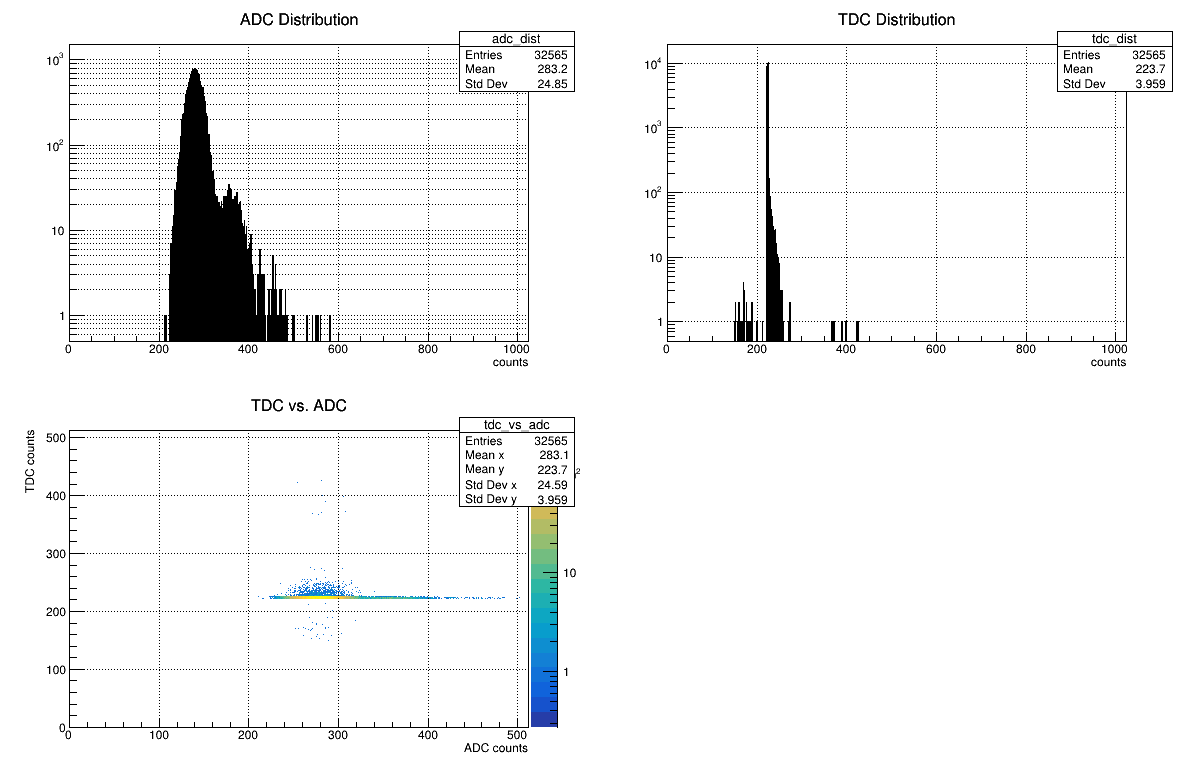 ADC Distribution
adc_dist
Entries 32565
Mean 283.2
Std Dev 24.85
10³
10²
10
1
0 200 400 600 800 1000
counts
TDC Distribution
tdc_dist
Entries 32565
Mean 223.7
Std Dev 3.959
10⁴
10³
10²
10
1
0 200 400 600 800 1000
counts
TDC vs. ADC
tdc_vs_adc
Entries 32565
Mean x 283.1
Mean y 223.7
Std Dev x 24.59
Std Dev y 3.959
TDC counts
500
400
300
200
100
0
0 100 200 300 400 500
ADC counts
2
10
1